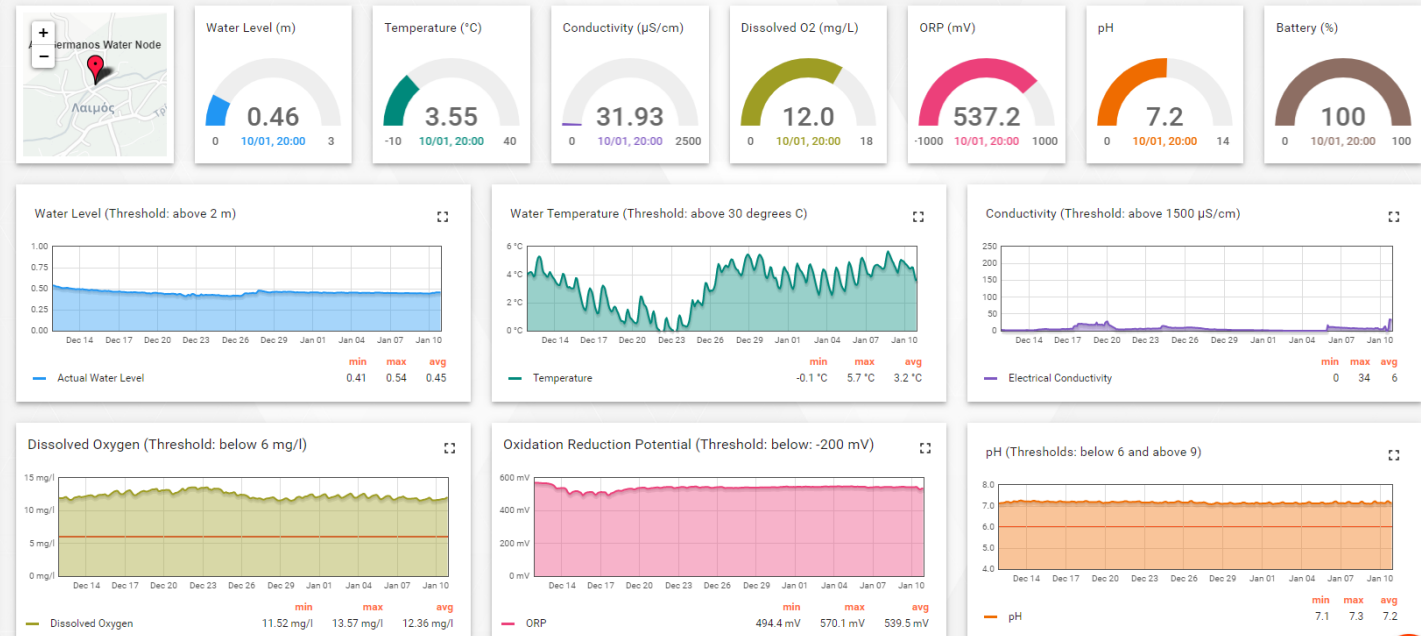 +
−
Germanos Water Node
Λαιμός
Water Level (m)
0.46
0 10/01, 20:00 3
Temperature (°C)
3.55
-10 10/01, 20:00 40
Conductivity (µS/cm)
31.93
0 10/01, 20:00 2500
Dissolved O2 (mg/L)
12.0
0 10/01, 20:00 18
ORP (mV)
537.2
-1000 10/01, 20:00 1000
pH
7.2
0 10/01, 20:00 14
Battery (%)
100
0 10/01, 20:00 100
Water Level (Threshold: above 2 m)
1.00
0.75
0.50
0.25
0.00
Dec 14 Dec 17 Dec 20 Dec 23 Dec 26 Dec 29 Jan 01 Jan 04 Jan 07 Jan 10
min max avg
Actual Water Level 0.41 0.54 0.45
Water Temperature (Threshold: above 30 degrees C)
6 °C
4 °C
2 °C
0 °C
Dec 14 Dec 17 Dec 20 Dec 23 Dec 26 Dec 29 Jan 01 Jan 04 Jan 07 Jan 10
min max avg
Temperature -0.1 °C 5.7 °C 3.2 °C
Conductivity (Threshold: above 1500 µS/cm)
250
200
150
100
50
0
Dec 14 Dec 17 Dec 20 Dec 23 Dec 26 Dec 29 Jan 01 Jan 04 Jan 07 Jan 10
min max avg
Electrical Conductivity 0 34 6
Dissolved Oxygen (Threshold: below 6 mg/l)
15 mg/l
10 mg/l
5 mg/l
0 mg/l
Dec 14 Dec 17 Dec 20 Dec 23 Dec 26 Dec 29 Jan 01 Jan 04 Jan 07 Jan 10
min max avg
Dissolved Oxygen 11.52 mg/l 13.57 mg/l 12.36 mg/l
Oxidation Reduction Potential (Threshold: below: -200 mV)
600 mV
400 mV
200 mV
0 mV
Dec 14 Dec 17 Dec 20 Dec 23 Dec 26 Dec 29 Jan 01 Jan 04 Jan 07 Jan 10
min max avg
ORP 494.4 mV 570.1 mV 539.5 mV
pH (Thresholds: below 6 and above 9)
8.0
7.0
6.0
5.0
4.0
Dec 14 Dec 17 Dec 20 Dec 23 Dec 26 Dec 29 Jan 01 Jan 04 Jan 07 Jan 10
min max avg
pH 7.1 7.3 7.2